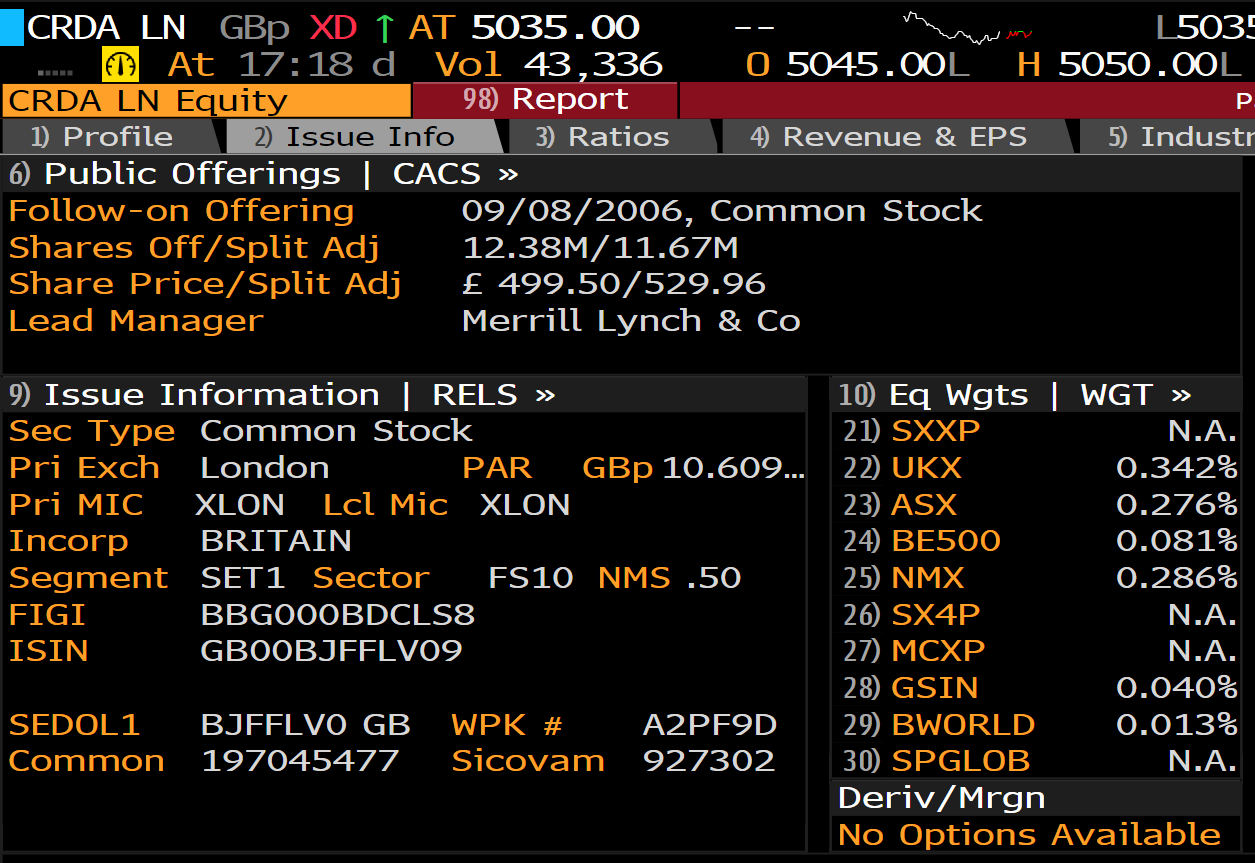 CRDA LN GBp XD ↑ AT 5035.00 -- L5035
At 17:18 d Vol 43,336 O 5045.00L H 5050.00L
CRDA LN Equity 98) Report P
1) Profile 2) Issue Info 3) Ratios 4) Revenue & EPS 5) Industr
6) Public Offerings | CACS »
Follow-on Offering 09/08/2006, Common Stock
Shares Off/Split Adj 12.38M/11.67M
Share Price/Split Adj £ 499.50/529.96
Lead Manager Merrill Lynch & Co
9) Issue Information | RELS »
Sec Type Common Stock
Pri Exch London PAR GBp 10.609...
Pri MIC XLON Lcl Mic XLON
Incorp BRITAIN
Segment SET1 Sector FS10 NMS .50
FIGI BBG000BDCLS8
ISIN GB00BJFFLV09
SEDOL1 BJFFLV0 GB WPK # A2PF9D
Common 197045477 Sicovam 927302
10) Eq Wgts | WGT »
21) SXXP N.A.
22) UKX 0.342%
23) ASX 0.276%
24) BE500 0.081%
25) NMX 0.286%
26) SX4P N.A.
27) MCXP N.A.
28) GSIN 0.040%
29) BWORLD 0.013%
30) SPGLOB N.A.
Deriv/Mrgn
No Options Available